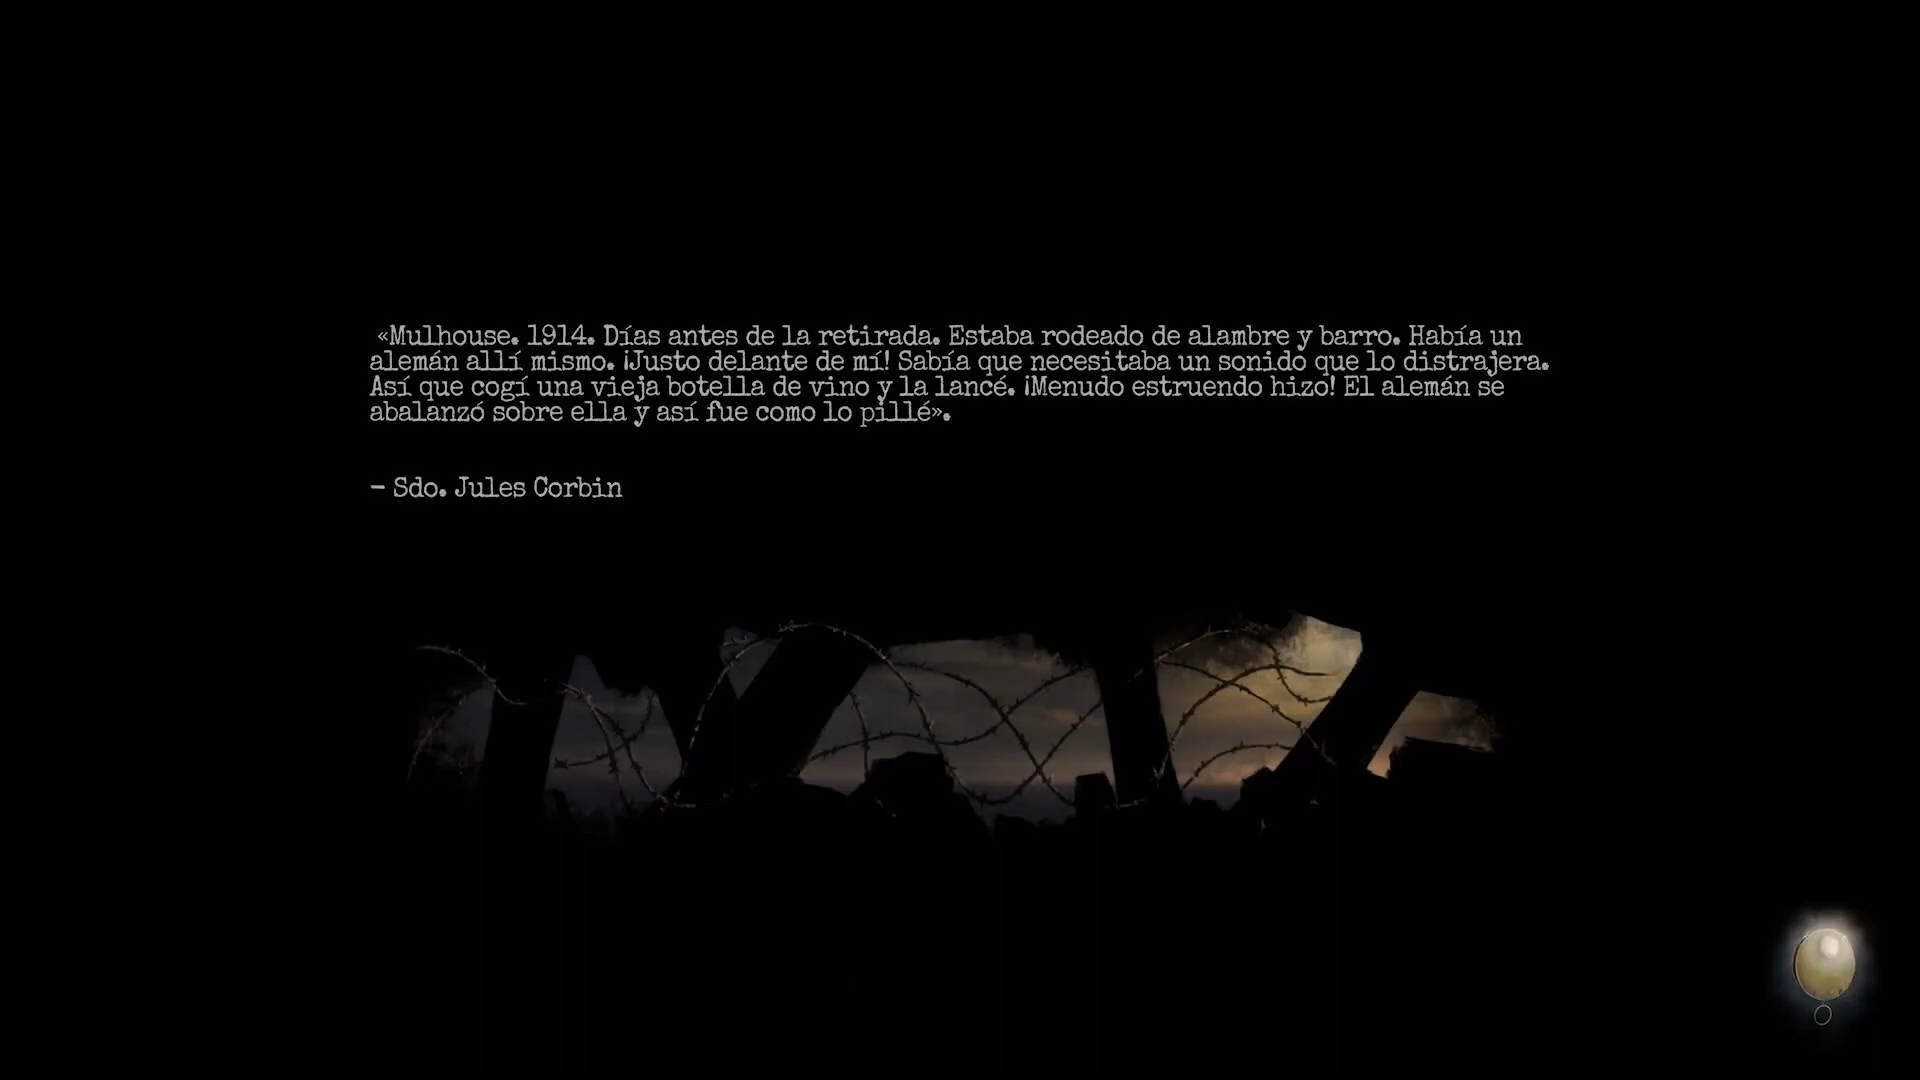 «Mulhouse. 1914. Días antes de la retirada. Estaba rodeado de alambre y barro. Había un
alemán allí mismo. ¡Justo delante de mí! Sabía que necesitaba un sonido que lo distrajera.
Así que cogí una vieja botella de vino y la lancé. ¡Menudo estruendo hizo! El alemán se
abalanzó sobre ella y así fue como lo pillé».
- Sdo. Jules Corbin